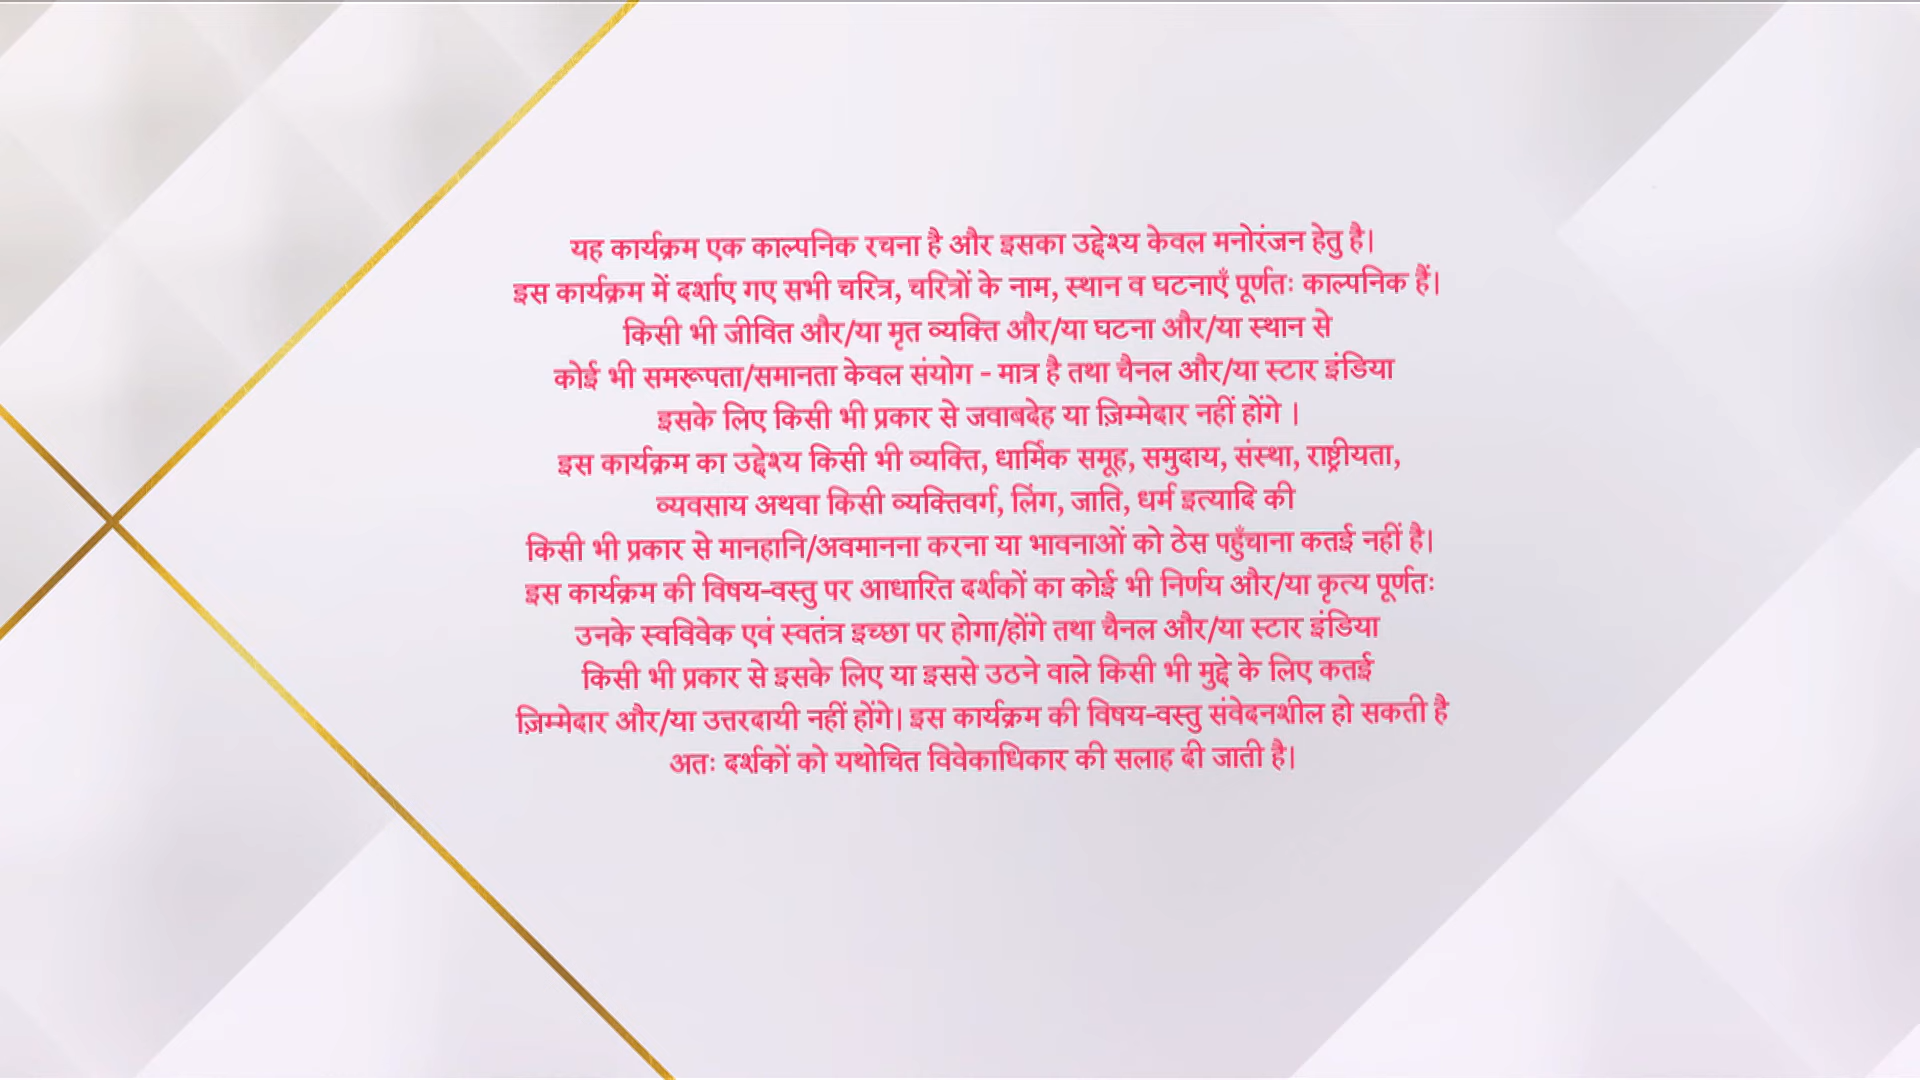 यह कार्यक्रम एक काल्पनिक रचना है और इसका उद्देश्य केवल मनोरंजन हेतु है।
इस कार्यक्रम में दर्शाए गए सभी चरित्र, चरित्रों के नाम, स्थान व घटनाएँ पूर्णतः काल्पनिक हैं।
किसी भी जीवित और/या मृत व्यक्ति और/या घटना और/या स्थान से
कोई भी समरूपता/समानता केवल संयोग - मात्र है तथा चैनल और/या स्टार इंडिया
इसके लिए किसी भी प्रकार से जवाबदेह या ज़िम्मेदार नहीं होंगे ।
इस कार्यक्रम का उद्देश्य किसी भी व्यक्ति, धार्मिक समूह, समुदाय, संस्था, राष्ट्रीयता,
व्यवसाय अथवा किसी व्यक्तिवर्ग, लिंग, जाति, धर्म इत्यादि की
किसी भी प्रकार से मानहानि/अवमानना करना या भावनाओं को ठेस पहुँचाना कतई नहीं है।
इस कार्यक्रम की विषय-वस्तु पर आधारित दर्शकों का कोई भी निर्णय और/या कृत्य पूर्णतः
उनके स्वविवेक एवं स्वतंत्र इच्छा पर होगा/होंगे तथा चैनल और/या स्टार इंडिया
किसी भी प्रकार से इसके लिए या इससे उठने वाले किसी भी मुद्दे के लिए कतई
ज़िम्मेदार और/या उत्तरदायी नहीं होंगे। इस कार्यक्रम की विषय-वस्तु संवेदनशील हो सकती है
अतः दर्शकों को यथोचित विवेकाधिकार की सलाह दी जाती है।